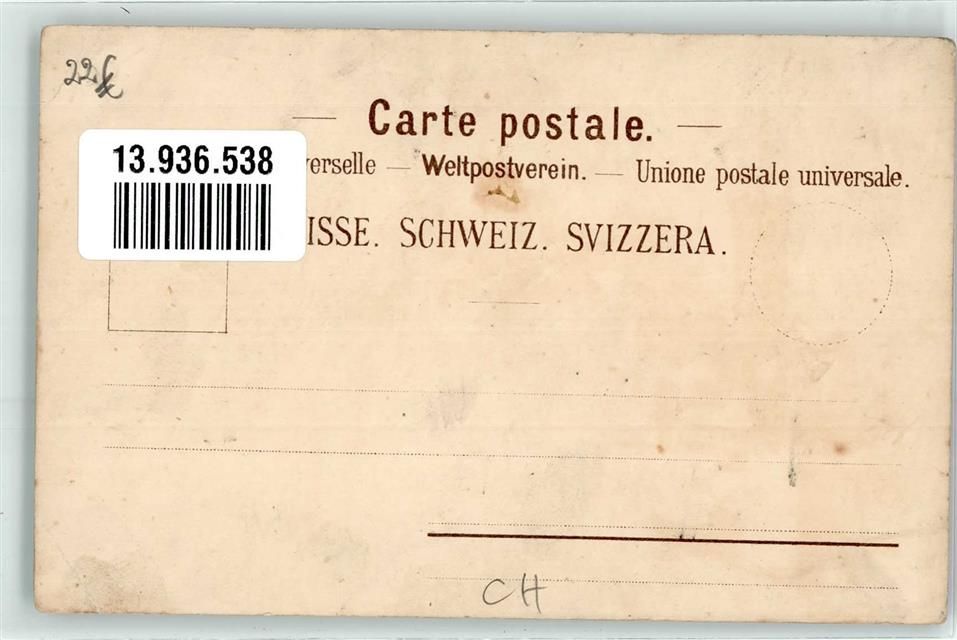 22
— Carte postale. —
13.936.538
verselle — Weltpostverein. — Unione postale universale.
ISSE. SCHWEIZ. SVIZZERA.
CH